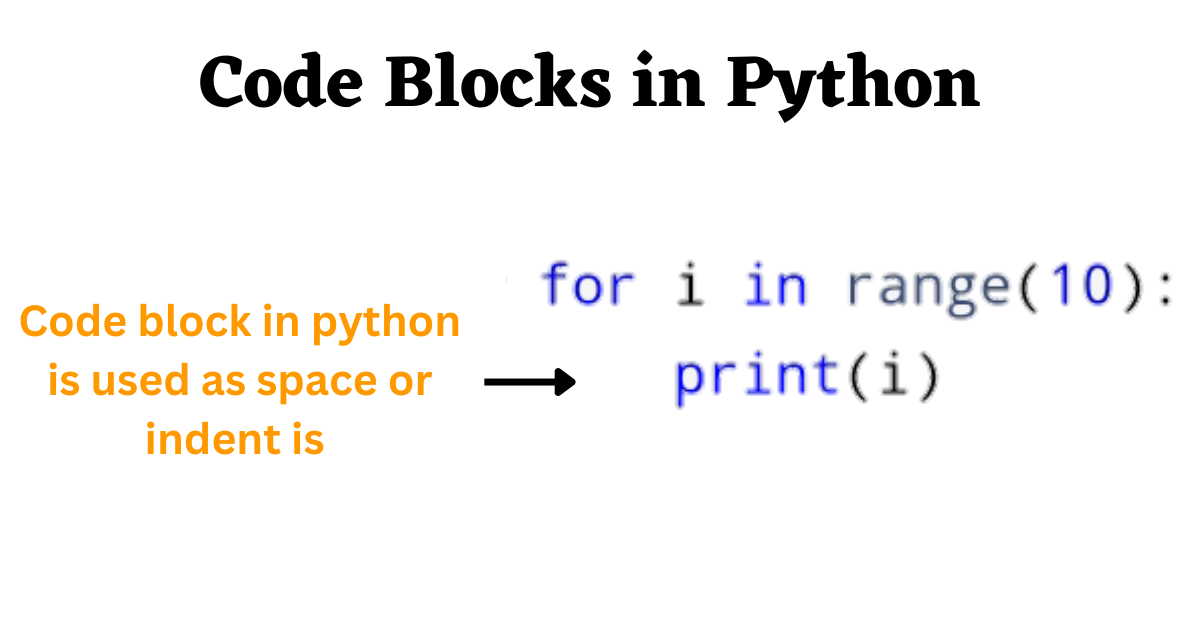 Code Blocks in Python
Code block in python
is used as space or
indent is
for i in range(10):
    print(i)